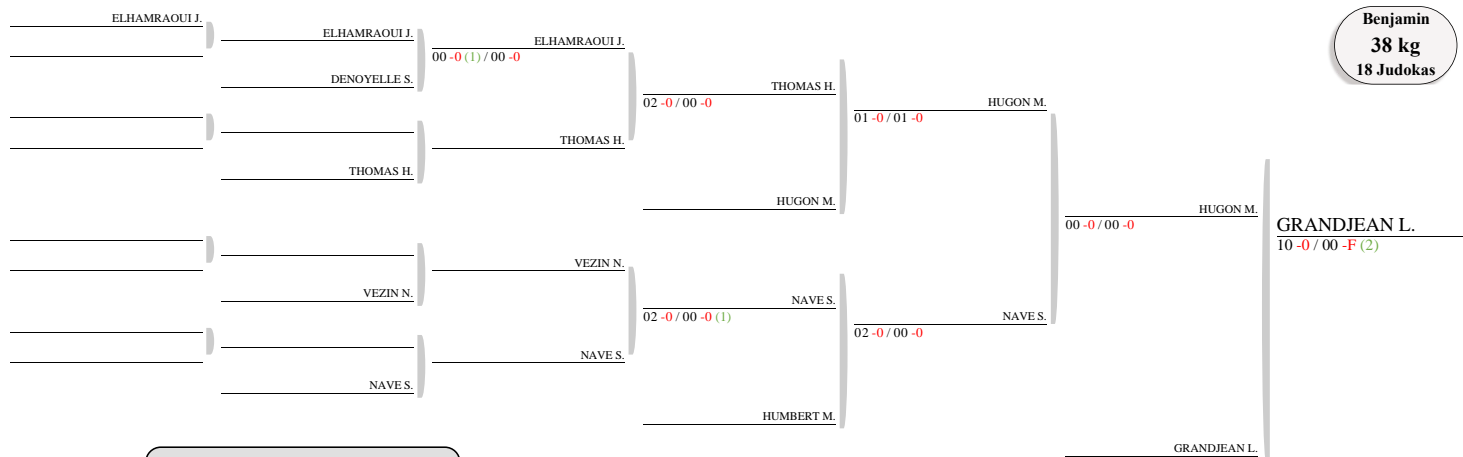 ELHAMRAOUI J.
ELHAMRAOUI J.
DENOYELLE S.
ELHAMRAOUI J.
00 -0 (1) / 00 -0
THOMAS H.
THOMAS H.
THOMAS H.
02 -0 / 00 -0
HUGON M.
HUGON M.
01 -0 / 01 -0
VEZIN N.
VEZIN N.
NAVE S.
NAVE S.
NAVE S.
02 -0 / 00 -0 (1)
HUMBERT M.
NAVE S.
02 -0 / 00 -0
HUGON M.
00 -0 / 00 -0
GRANDJEAN L.
GRANDJEAN L.
10 -0 / 00 -F (2)
Benjamin
38 kg
18 Judokas